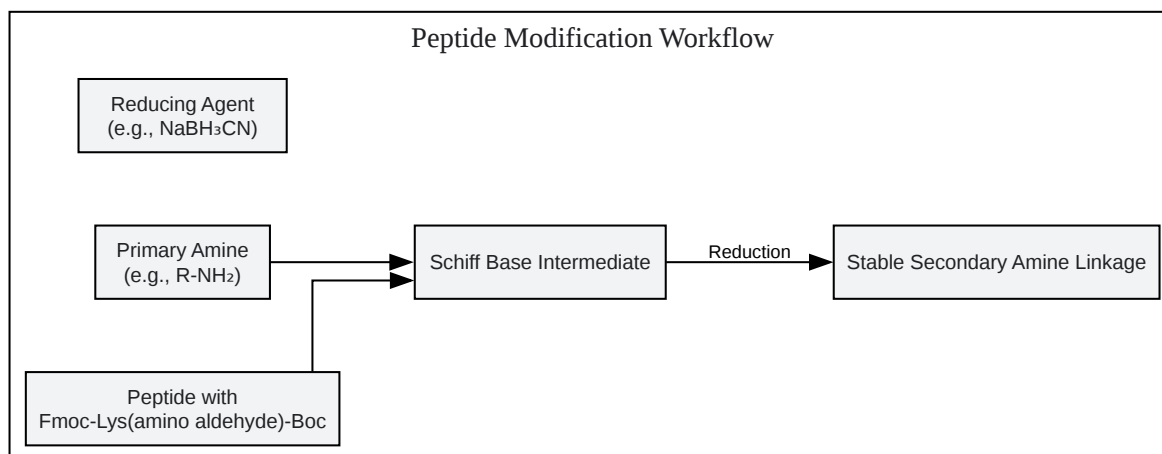 Peptide Modification Workflow
Reducing Agent
(e.g., NaBH₃CN)
Primary Amine
(e.g., R-NH₂)
Schiff Base Intermediate
Reduction
Stable Secondary Amine Linkage
Peptide with
Fmoc-Lys(amino aldehyde)-Boc